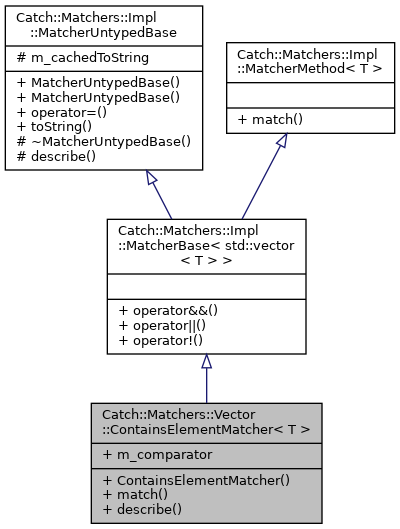 Catch::Matchers::Impl
::MatcherUntypedBase
# m_cachedToString
+ MatcherUntypedBase()
+ MatcherUntypedBase()
+ operator=()
+ toString()
# ~MatcherUntypedBase()
# describe()
Catch::Matchers::Impl
::MatcherMethod< T >
+ match()
Catch::Matchers::Impl
::MatcherBase< std::vector
< T > >
+ operator&&()
+ operator||()
+ operator!()
Catch::Matchers::Vector
::ContainsElementMatcher< T >
+ m_comparator
+ ContainsElementMatcher()
+ match()
+ describe()